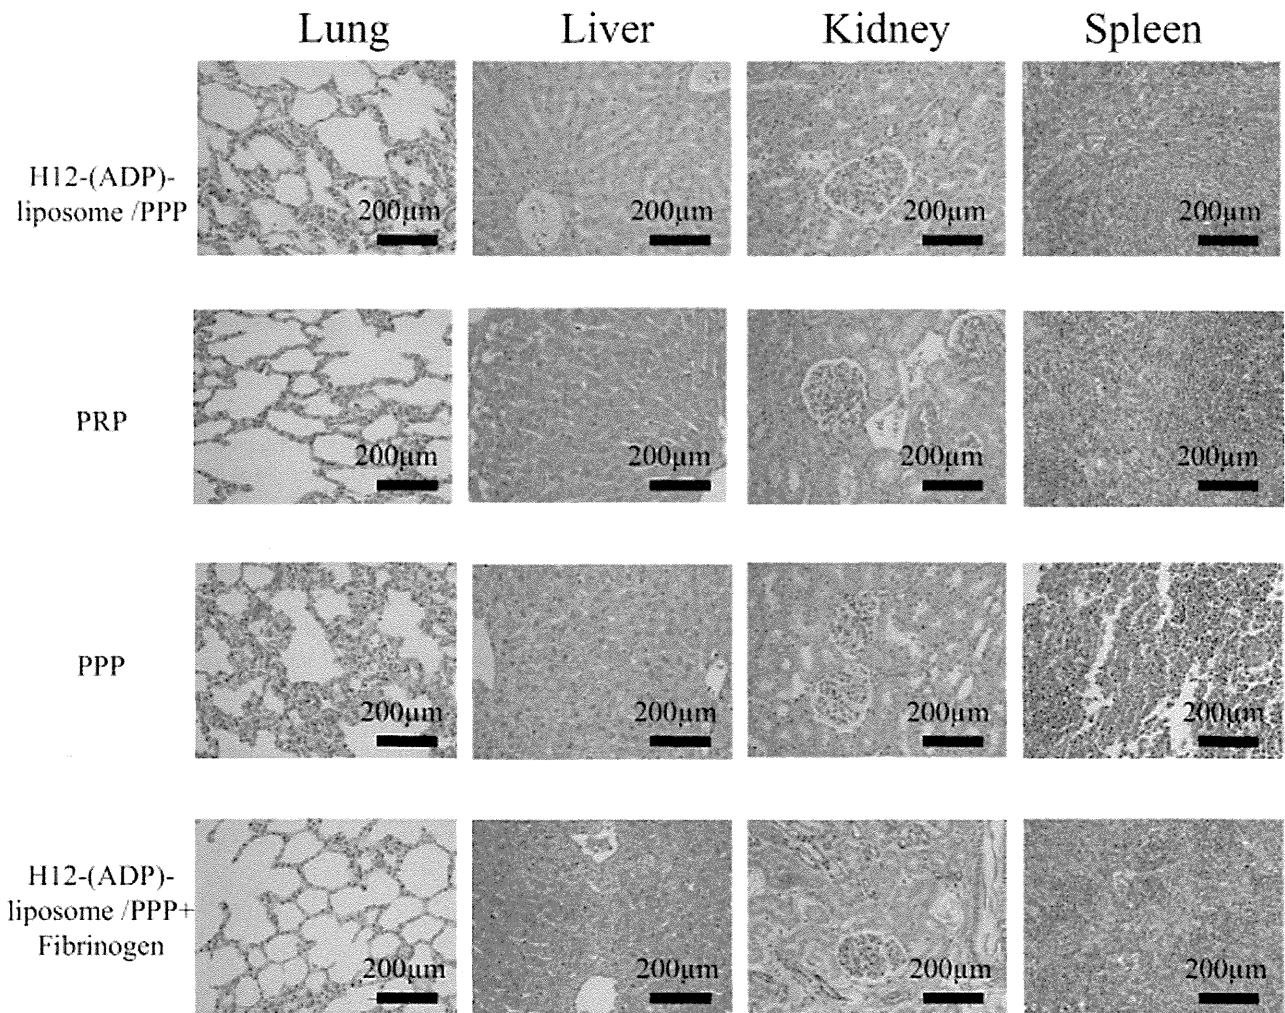 Lung Liver Kidney Spleen
H12-(ADP)-
liposome /PPP
200µm 200µm 200µm 200µm
PRP
200µm 200µm 200µm 200µm
PPP
200µm 200µm 200µm 200µm
H12-(ADP)-
liposome /PPP+
Fibrinogen
200µm 200µm 200µm 200µm